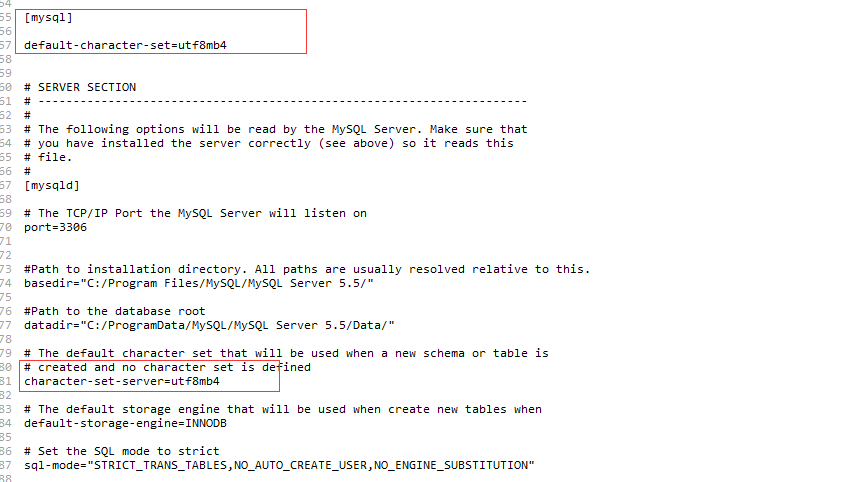 54
55 [mysql]
56
57 default-character-set=utf8mb4
58
59
60 # SERVER SECTION
61 # ----------------------------------------------------------------------
62 #
63 # The following options will be read by the MySQL Server. Make sure that
64 # you have installed the server correctly (see above) so it reads this
65 # file.
66 #
67 [mysqld]
68
69 # The TCP/IP Port the MySQL Server will listen on
70 port=3306
71
72
73 #Path to installation directory. All paths are usually resolved relative to this.
74 basedir="C:/Program Files/MySQL/MySQL Server 5.5/"
75
76 #Path to the database root
77 datadir="C:/ProgramData/MySQL/MySQL Server 5.5/Data/"
78
79 # The default character set that will be used when a new schema or table is
80 # created and no character set is defined
81 character-set-server=utf8mb4
82
83 # The default storage engine that will be used when create new tables when
84 default-storage-engine=INNODB
85
86 # Set the SQL mode to strict
87 sql-mode="STRICT_TRANS_TABLES,NO_AUTO_CREATE_USER,NO_ENGINE_SUBSTITUTION"
88